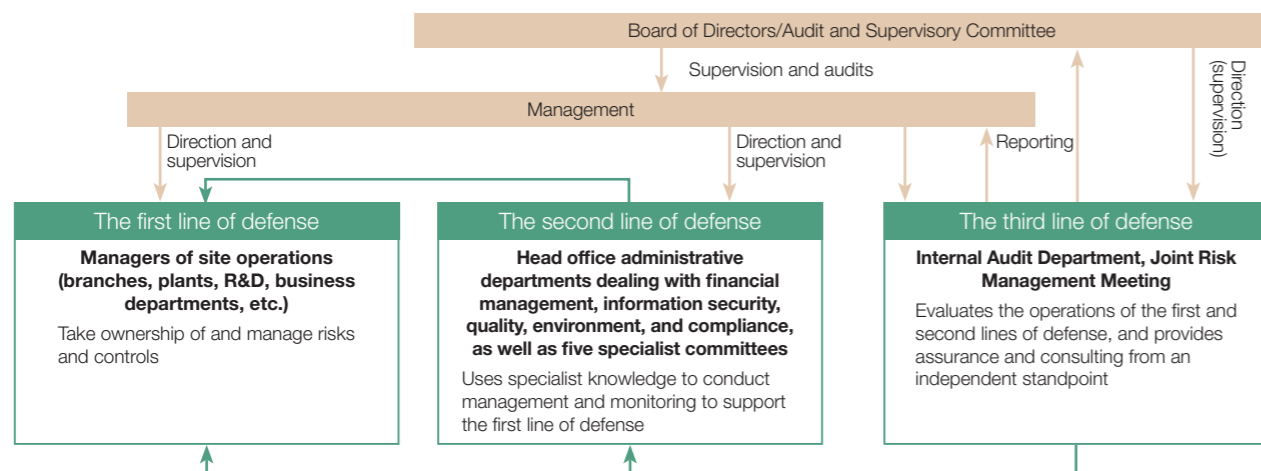 Board of Directors/Audit and Supervisory Committee
Supervision and audits
Direction
(supervision)
Management
Direction and
supervision
Direction and
supervision
Reporting
The first line of defense
Managers of site operations
(branches, plants, R&D, business
departments, etc.)
Take ownership of and manage risks
and controls
The second line of defense
Head office administrative
departments dealing with financial
management, information security,
quality, environment, and compliance,
as well as five specialist committees
Uses specialist knowledge to conduct
management and monitoring to support
the first line of defense
The third line of defense
Internal Audit Department, Joint Risk
Management Meeting
Evaluates the operations of the first and
second lines of defense, and provides
assurance and consulting from an
independent standpoint